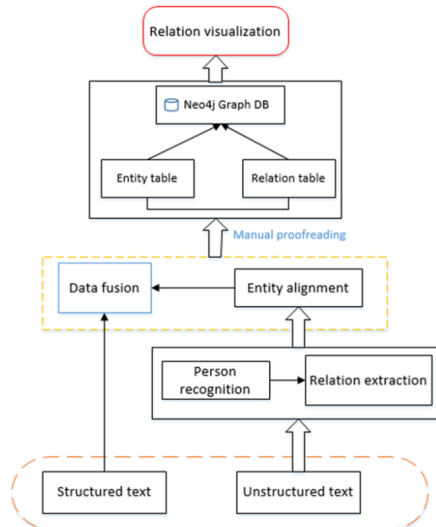 Relation visualization
Neo4j Graph DB
Entity table
Relation table
Manual proofreading
Data fusion
Entity alignment
Person
recognition
Relation extraction
Structured text
Unstructured text